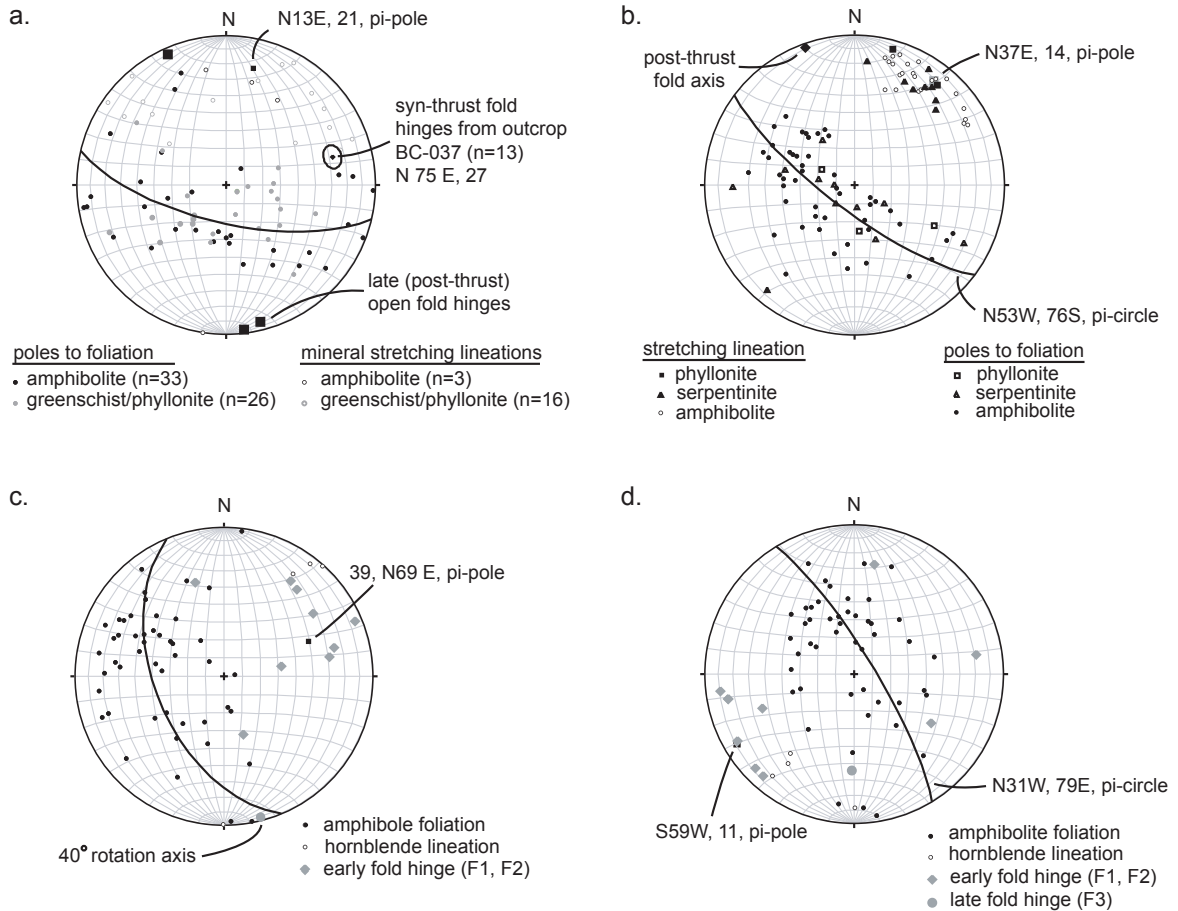 a.
N
N13E, 21, pi-pole
syn-thrust fold
hinges from outcrop
BC-037 (n=13)
N 75 E, 27
late (post-thrust)
open fold hinges
poles to foliation
amphibolite (n=33)
greenschist/phyllonite (n=26)
mineral stretching lineations
amphibolite (n=3)
greenschist/phyllonite (n=16)
b.
N
post-thrust
fold axis
N37E, 14, pi-pole
N53W, 76S, pi-circle
stretching lineation
phyllonite
serpentinite
amphibolite
poles to foliation
phyllonite
serpentinite
amphibolite
c.
N
39, N69 E, pi-pole
40° rotation axis
amphibole foliation
hornblende lineation
early fold hinge (F1, F2)
d.
N
N31W, 79E, pi-circle
S59W, 11, pi-pole
amphibolite foliation
hornblende lineation
early fold hinge (F1, F2)
late fold hinge (F3)